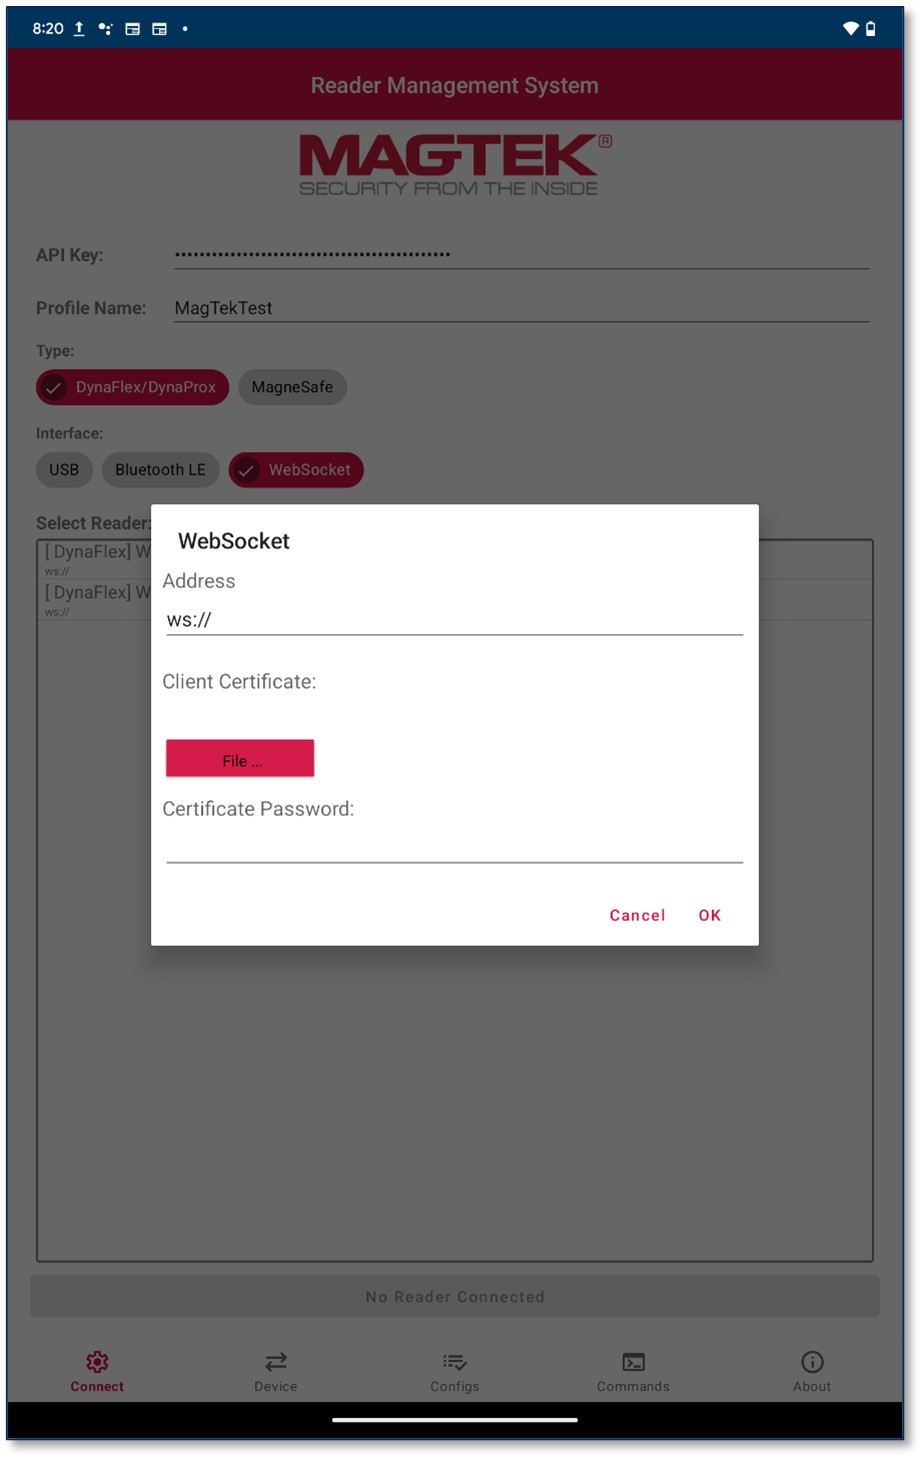 8:20
Reader Management System
MAGTEK®
SECURITY FROM THE INSIDE
API Key: ••••••••••••••••••••••••••••••••••••••••••••
Profile Name: MagTekTest
Type:
DynaFlex/DynaProx MagneSafe
Interface:
USB Bluetooth LE WebSocket
Select Reader:
[ DynaFlex] W
ws://
[ DynaFlex] W
ws://
WebSocket
Address
ws://
Client Certificate:
File ...
Certificate Password:
Cancel OK
No Reader Connected
Connect Device Configs Commands About